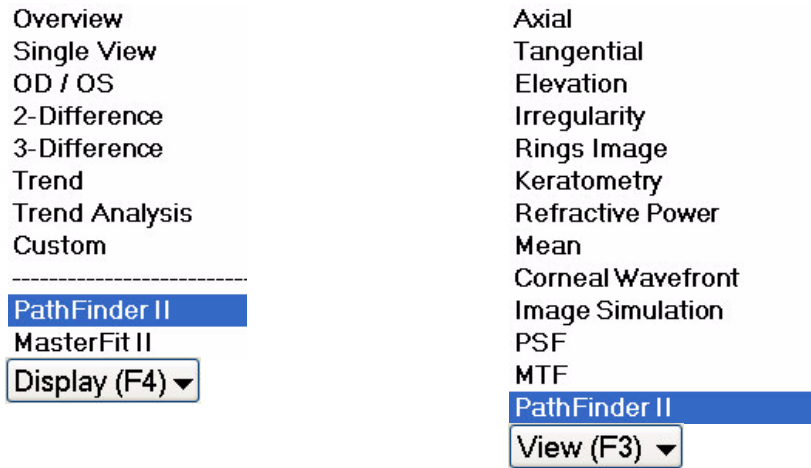 Overview
Single View
OD / OS
2-Difference
3-Difference
Trend
Trend Analysis
Custom
--------------------------
PathFinder II
MasterFit II
Display (F4)
Axial
Tangential
Elevation
Irregularity
Rings Image
Keratometry
Refractive Power
Mean
Corneal Wavefront
Image Simulation
PSF
MTF
PathFinder II
View (F3)